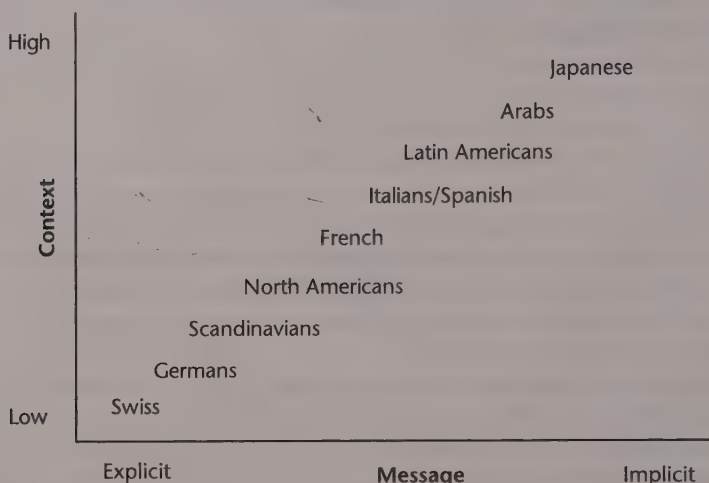 High
Japanese
Arabs
Latin Americans
Italians/Spanish
Context
French
North Americans
Scandinavians
Germans
Swiss
Low
Explicit
Message
Implicit